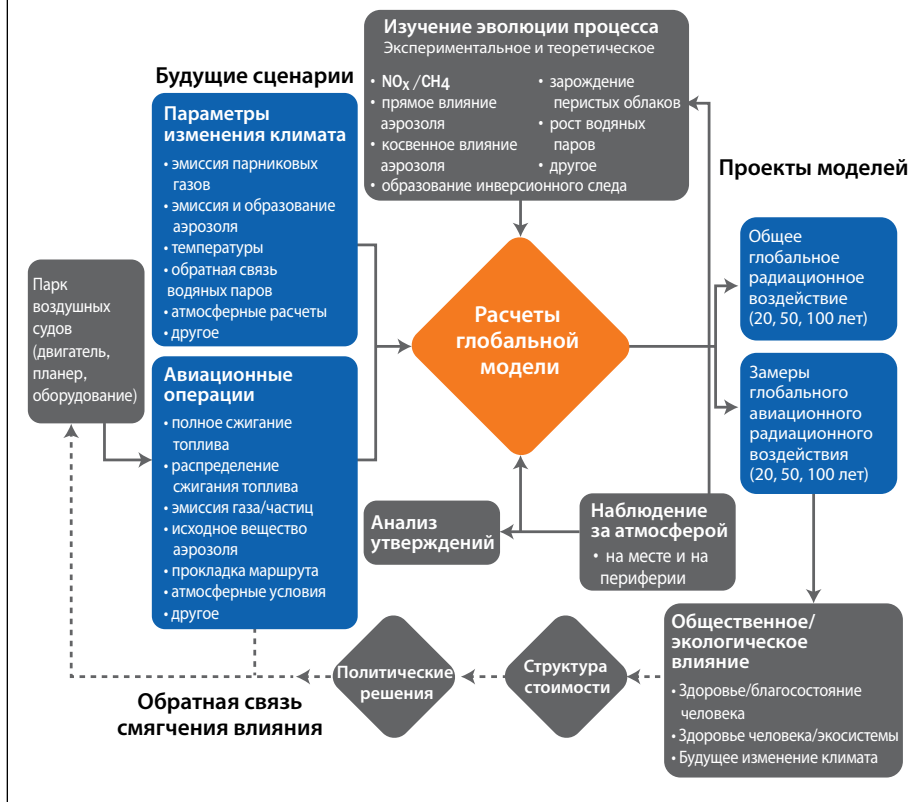 Изучение эволюции процесса
Экспериментальное и теоретическое
• NOx /CH4
• прямое влияние
аэрозоля
• косвенное влияние
аэрозоля
• зарождение
перистых облаков
• рост водяных
паров
• другое
• образование инверсионного следа
Будущие сценарии
Параметры
изменения климата
• эмиссия парниковых
газов
• эмиссия и образование
аэрозоля
• температуры
• обратная связь
водяных паров
• атмосферные расчеты
• другое
Проекты моделей
Общее
глобальное
радиационное
воздействие
(20, 50, 100 лет)
Парк
воздушных
судов
(двигатель,
планер,
оборудование)
Расчеты
глобальной
модели
Авиационные
операции
• полное сжигание
топлива
• распределение
сжигания топлива
• эмиссия газа/частиц
• исходное вещество
аэрозоля
• прокладка маршрута
• атмосферные условия
• другое
Замеры
глобального
авиационного
радиационного
воздействия
(20, 50, 100 лет)
Анализ
утверждений
Наблюдение
за атмосферой
• на месте и на
периферии
Общественное/
экологическое
влияние
• Здоровье/благосостояние
человека
• Здоровье человека/экосистемы
• Будущее изменение климата
Структура
стоимости
Политические
решения
Обратная связь
смягчения влияния